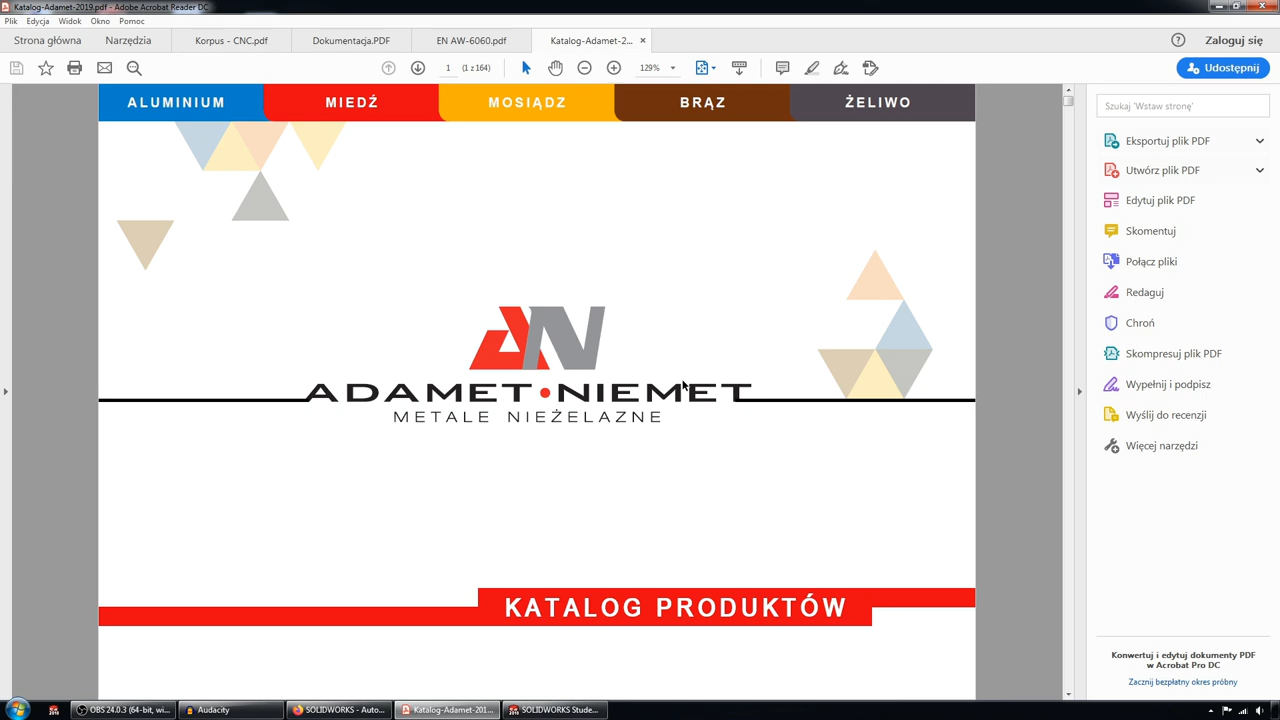 Katalog-Adamet-2019.pdf - Adobe Acrobat Reader DC
Plik Edycja Widok Okno Pomoc
Strona główna Narzędzia Korpus - CNC.pdf Dokumentacja.PDF EN AW-6060.pdf Katalog-Adamet-2... × Zaloguj się
1 (1 z 164) 129% Udostępnij
ALUMINIUM MIEDŹ MOSIĄDZ BRĄZ ŻELIWO
Szukaj 'Wstaw stronę'
Eksportuj plik PDF
Utwórz plik PDF
Edytuj plik PDF
Skomentuj
Połącz pliki
Redaguj
Chroń
Skompresuj plik PDF
Wypełnij i podpisz
Wyślij do recenzji
Więcej narzędzi
AN
ADAMET•NIEMET
METALE NIEŻELAZNE
KATALOG PRODUKTÓW
Konwertuj i edytuj dokumenty PDF
w Acrobat Pro DC
Zacznij bezpłatny okres próbny
OBS 24.0.3 (64-bit, wi... Audacity SOLIDWORKS - Auto... Katalog-Adamet-201... SOLIDWORKS Stude...